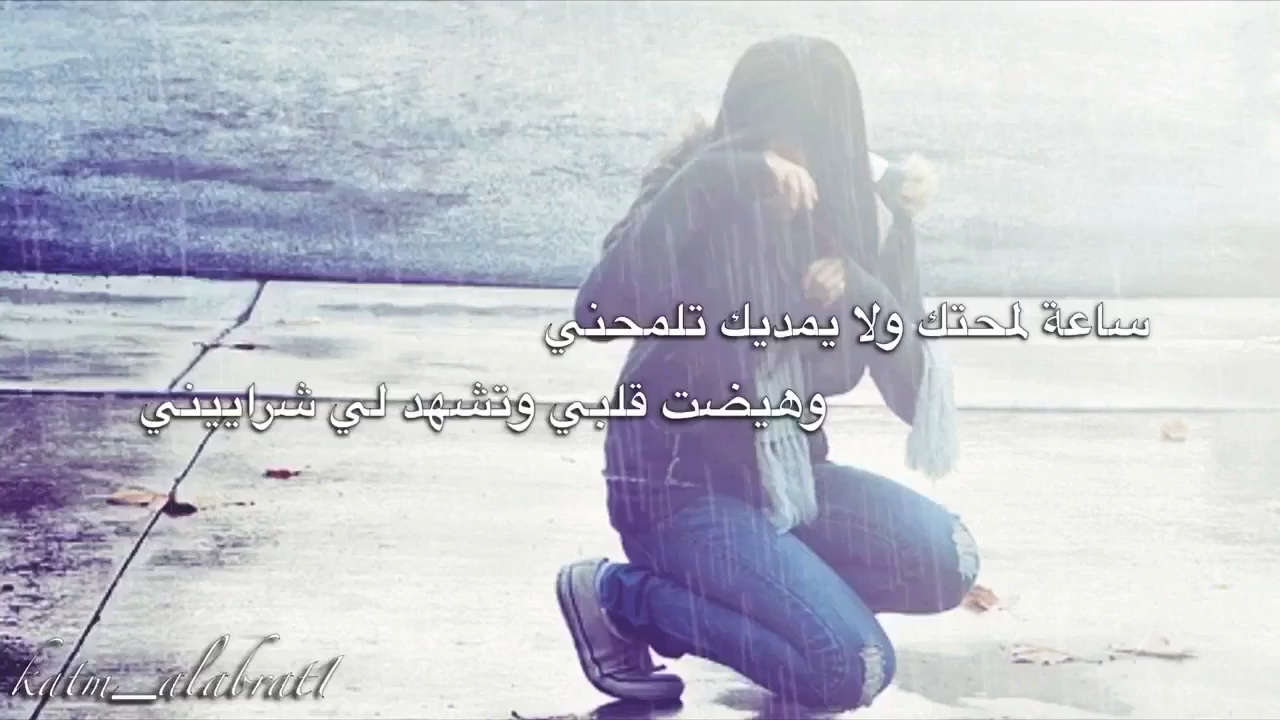 ساعة لمحتك ولا يمديك تلمحني
وهيضت قلبي وتشهد لي شراييني
katm_alabrat1